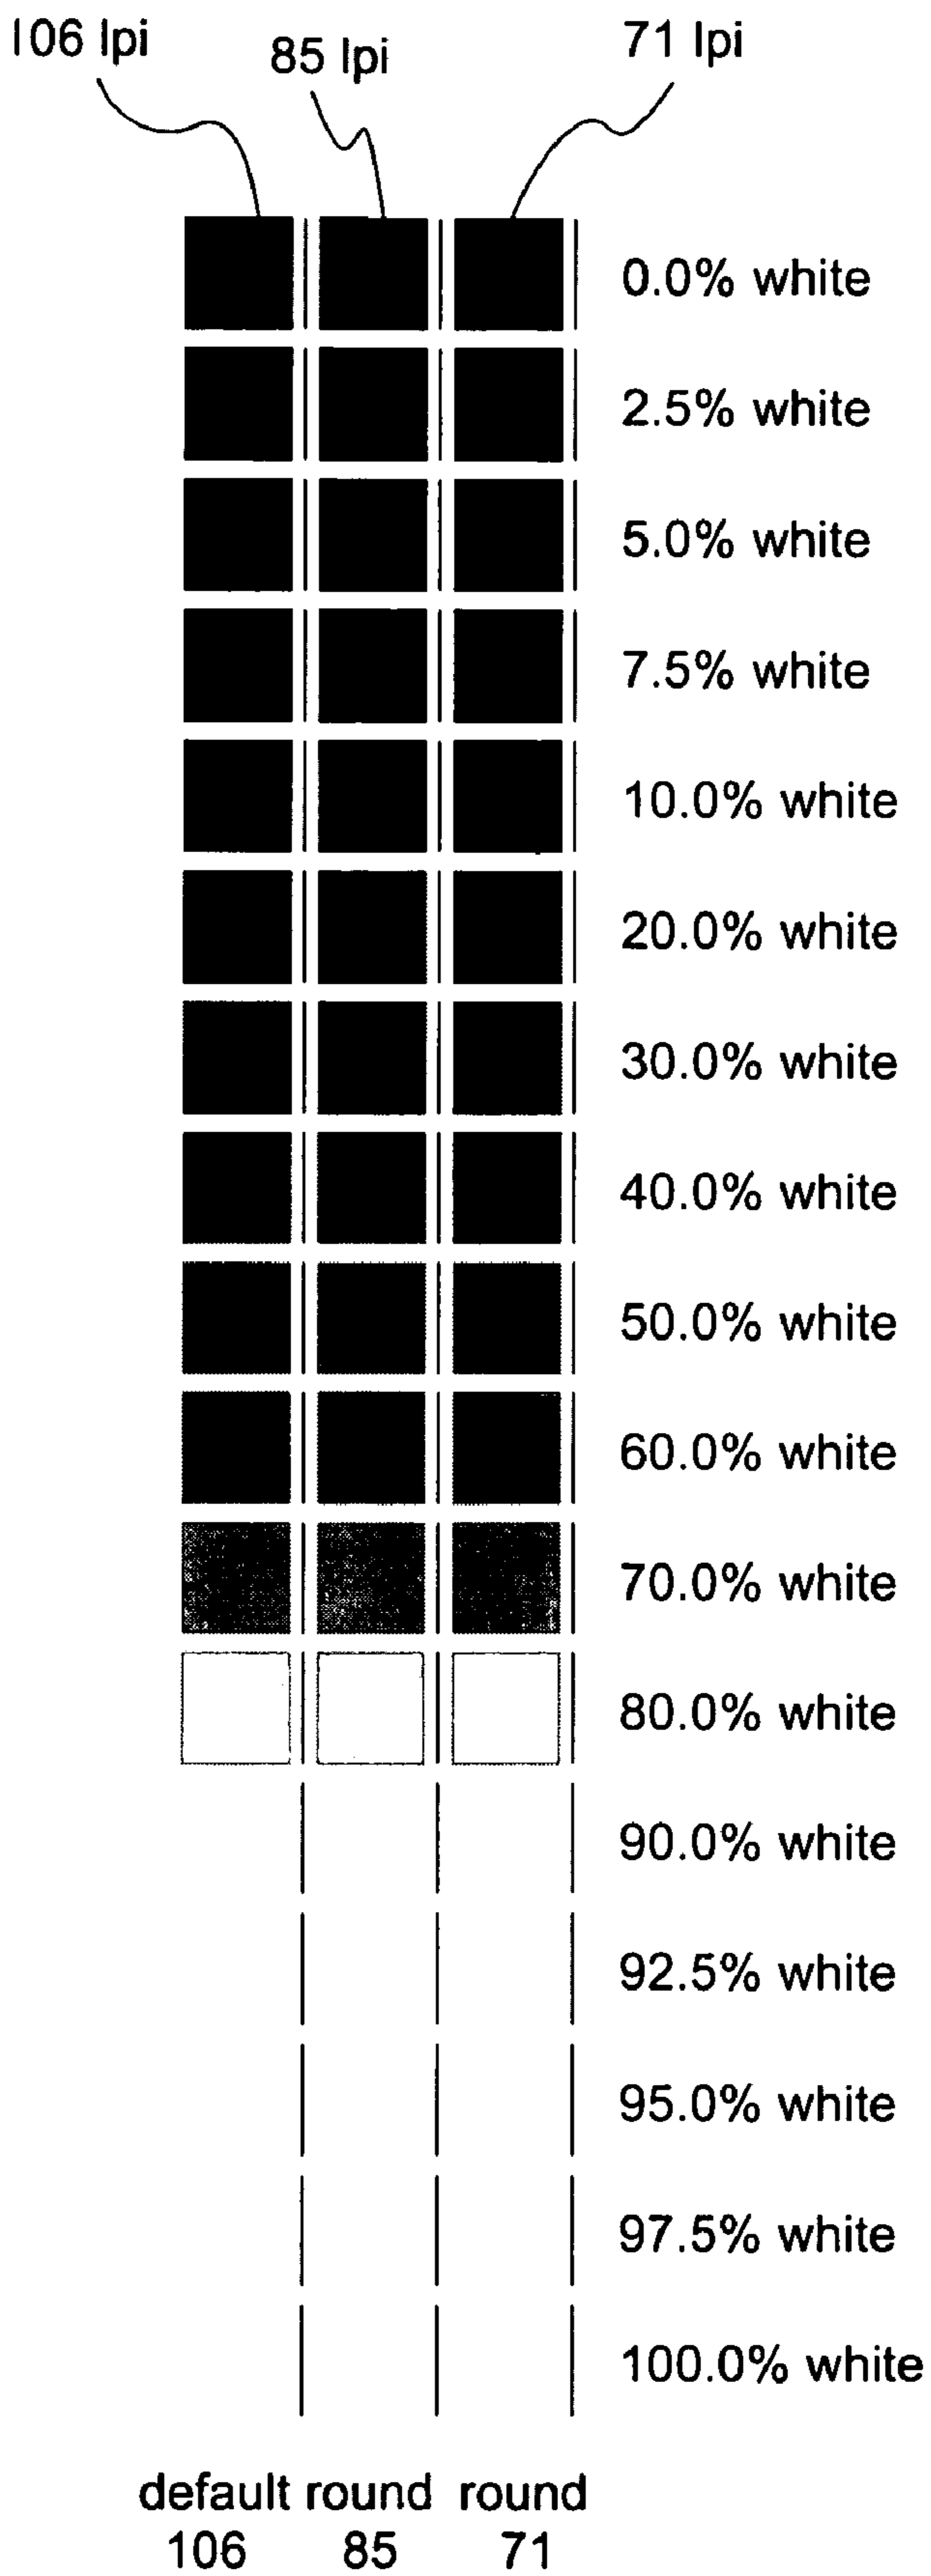 106 lpi
85 lpi
71 lpi
0.0% white
2.5% white
5.0% white
7.5% white
10.0% white
20.0% white
30.0% white
40.0% white
50.0% white
60.0% white
70.0% white
80.0% white
90.0% white
92.5% white
95.0% white
97.5% white
100.0% white
default round round
106 85 71